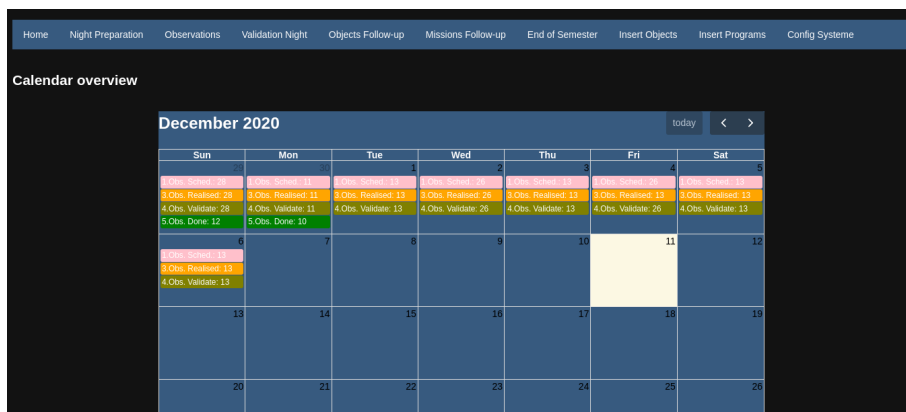 Home Night Preparation Observations Validation Night Objects Follow-up Missions Follow-up End of Semester Insert Objects Insert Programs Config Systeme
Calendar overview
December 2020 today
Sun Mon Tue Wed Thu Fri Sat
29 30 1 2 3 4 5
1.Obs. Sched.: 26 1.Obs. Sched.: 11 1.Obs. Sched.: 13 1.Obs. Sched.: 26 1.Obs. Sched.: 13 1.Obs. Sched.: 26 1.Obs. Sched.: 13
3.Obs. Realised: 28 3.Obs. Realised: 11 3.Obs. Realised: 13 3.Obs. Realised: 26 3.Obs. Realised: 13 3.Obs. Realised: 13 3.Obs. Realised: 13
4.Obs. Validate: 28 4.Obs. Validate: 11 4.Obs. Validate: 13 4.Obs. Validate: 26 4.Obs. Validate: 13 4.Obs. Validate: 26 4.Obs. Validate: 13
5.Obs. Done: 12 5.Obs. Done: 10
6 7 8 9 10 11 12
1.Obs. Sched.: 13
3.Obs. Realised: 13
4.Obs. Validate: 13
13 14 15 16 17 18 19
20 21 22 23 24 25 26